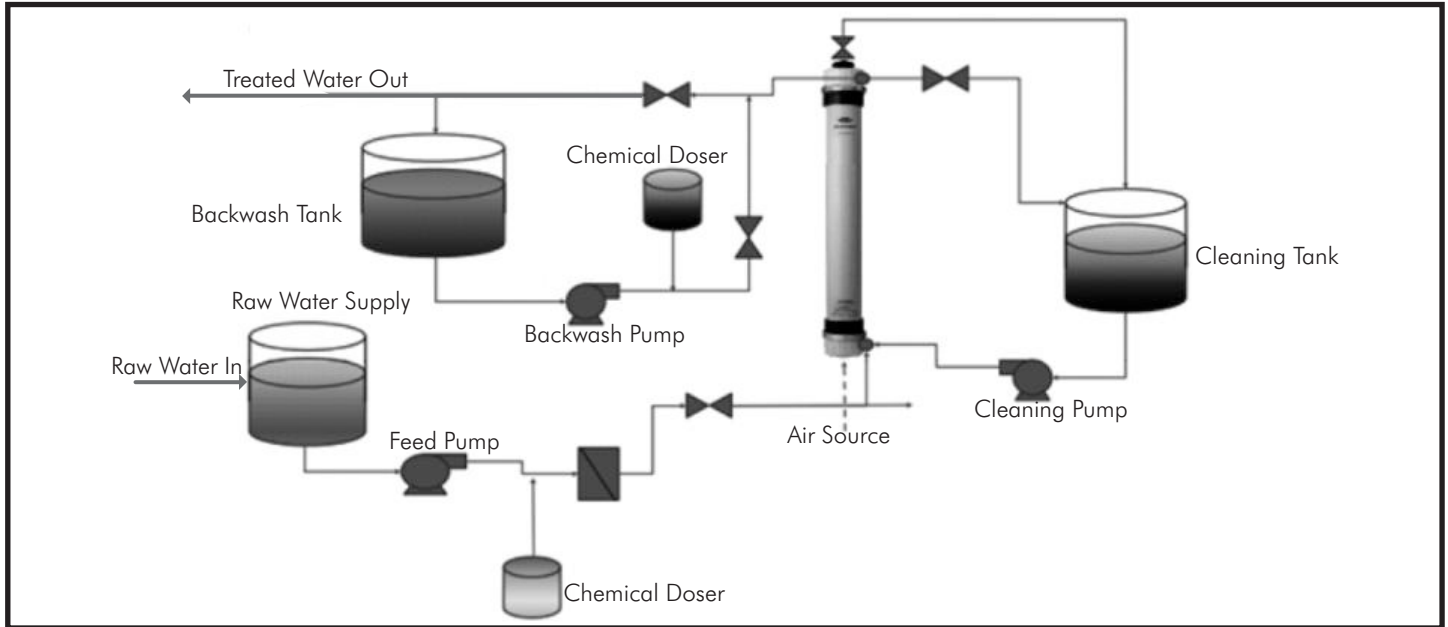 Treated Water Out
Chemical Doser
Backwash Tank
Cleaning Tank
Raw Water Supply
Backwash Pump
Raw Water In
Cleaning Pump
Feed Pump
Air Source
Chemical Doser